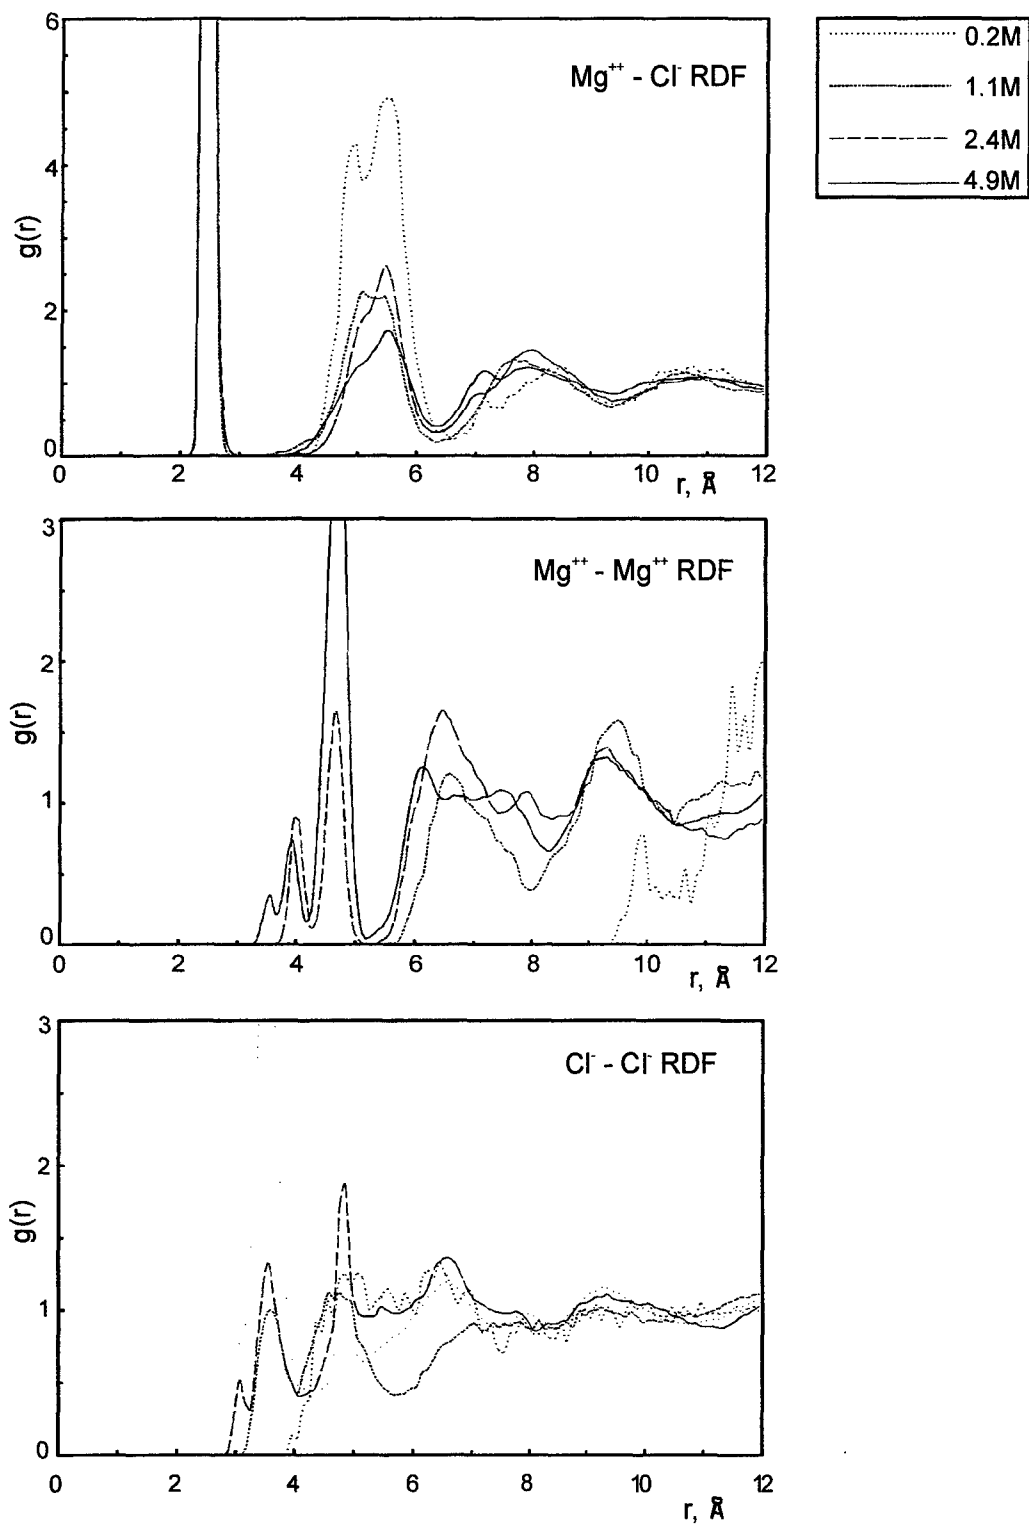 6
Mg⁺⁺ - Cl⁻ RDF
4
g(r)
2
0
0 2 4 6 8 10 12
r, Å
0.2M
1.1M
2.4M
4.9M
3
Mg⁺⁺ - Mg⁺⁺ RDF
2
g(r)
1
0
0 2 4 6 8 10 12
r, Å
3
Cl⁻ - Cl⁻ RDF
2
g(r)
1
0
0 2 4 6 8 10 12
r, Å